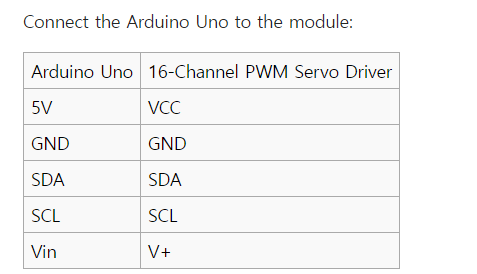 Connect the Arduino Uno to the module:
Arduino Uno 16-Channel PWM Servo Driver
5V VCC
GND GND
SDA SDA
SCL SCL
Vin V+